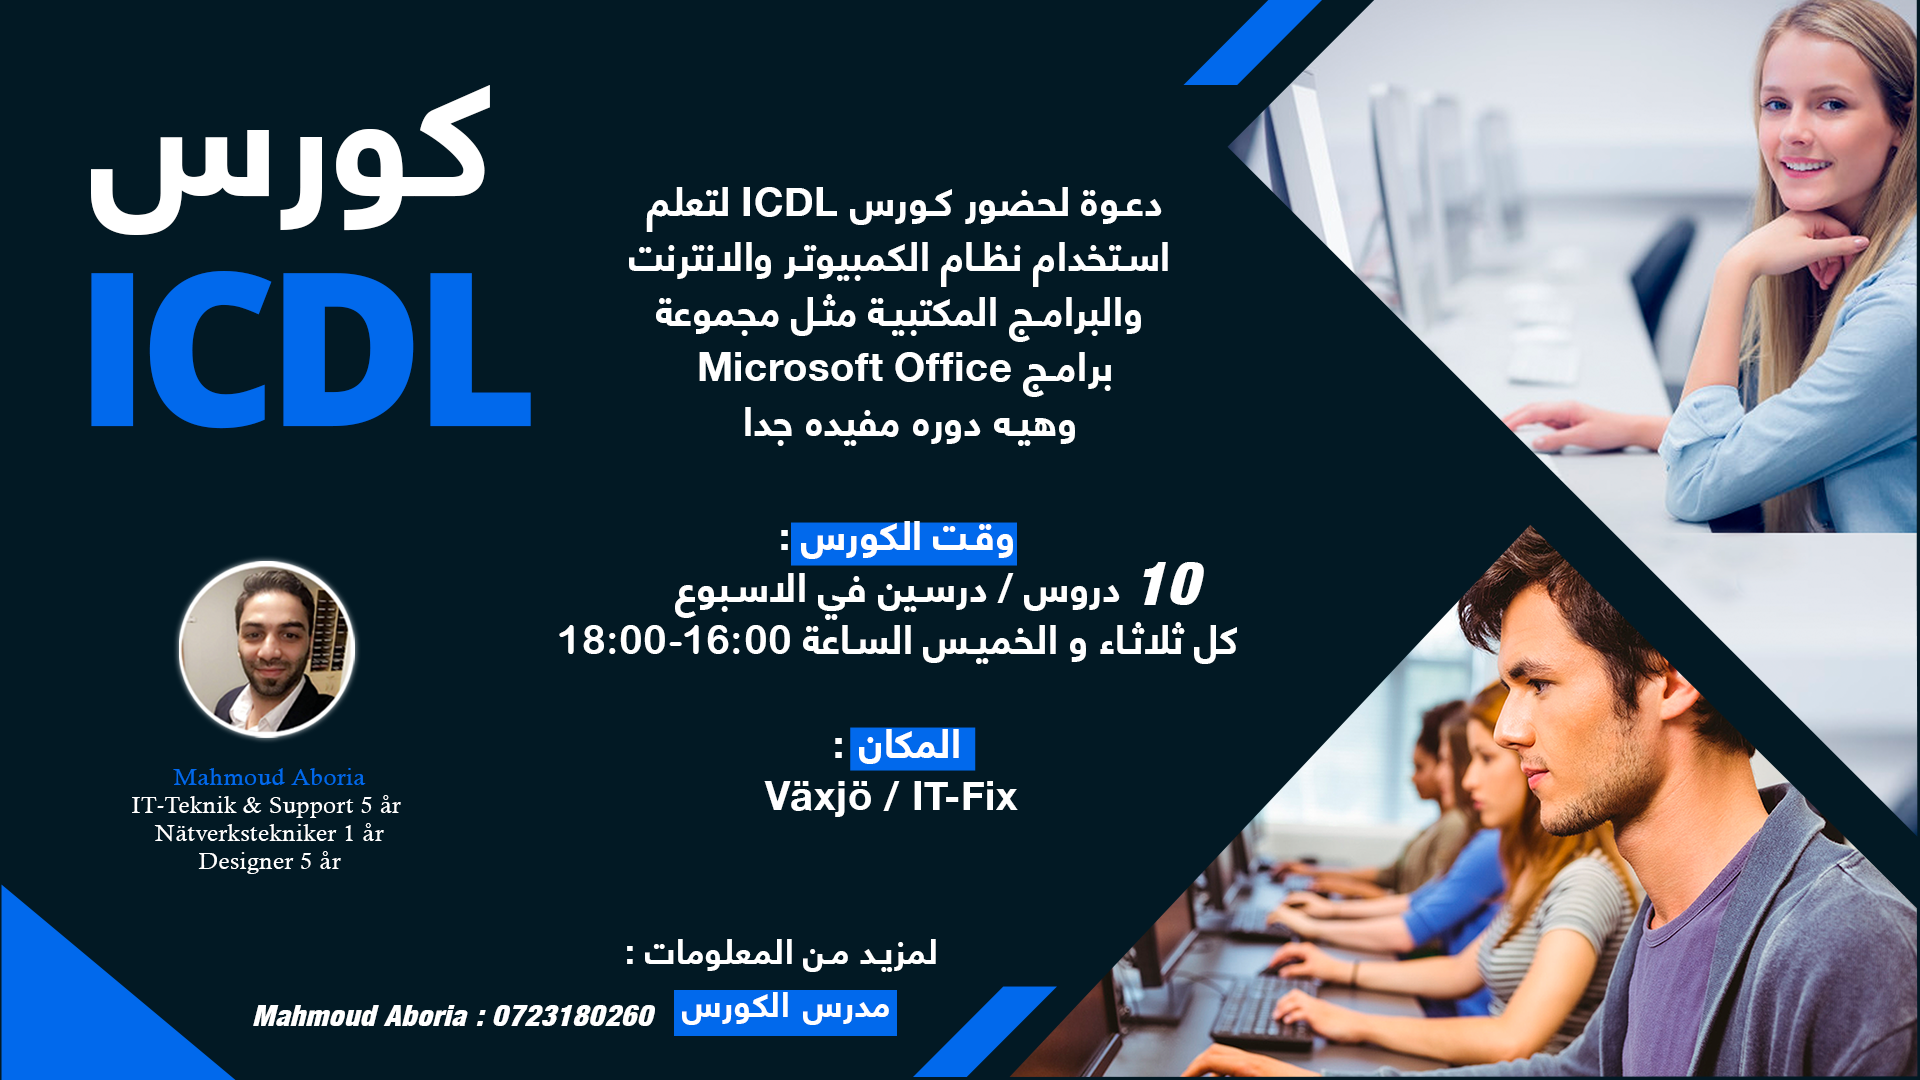 كورس
ICDL
دعوة لحضور كورس ICDL لتعلم
استخدام نظام الكمبيوتر والانترنت
والبرامج المكتبية مثل مجموعة
برامج Microsoft Office
وهيه دوره مفيده جدا
وقت الكورس :
10 دروس / درسين في الاسبوع
كل ثلاثاء و الخميس الساعة 16:00-18:00
المكان :
Växjö / IT-Fix
Mahmoud Aboria
IT-Teknik & Support 5 år
Nätverkstekniker 1 år
Designer 5 år
لمزيد من المعلومات :
مدرس الكورس Mahmoud Aboria : 0723180260